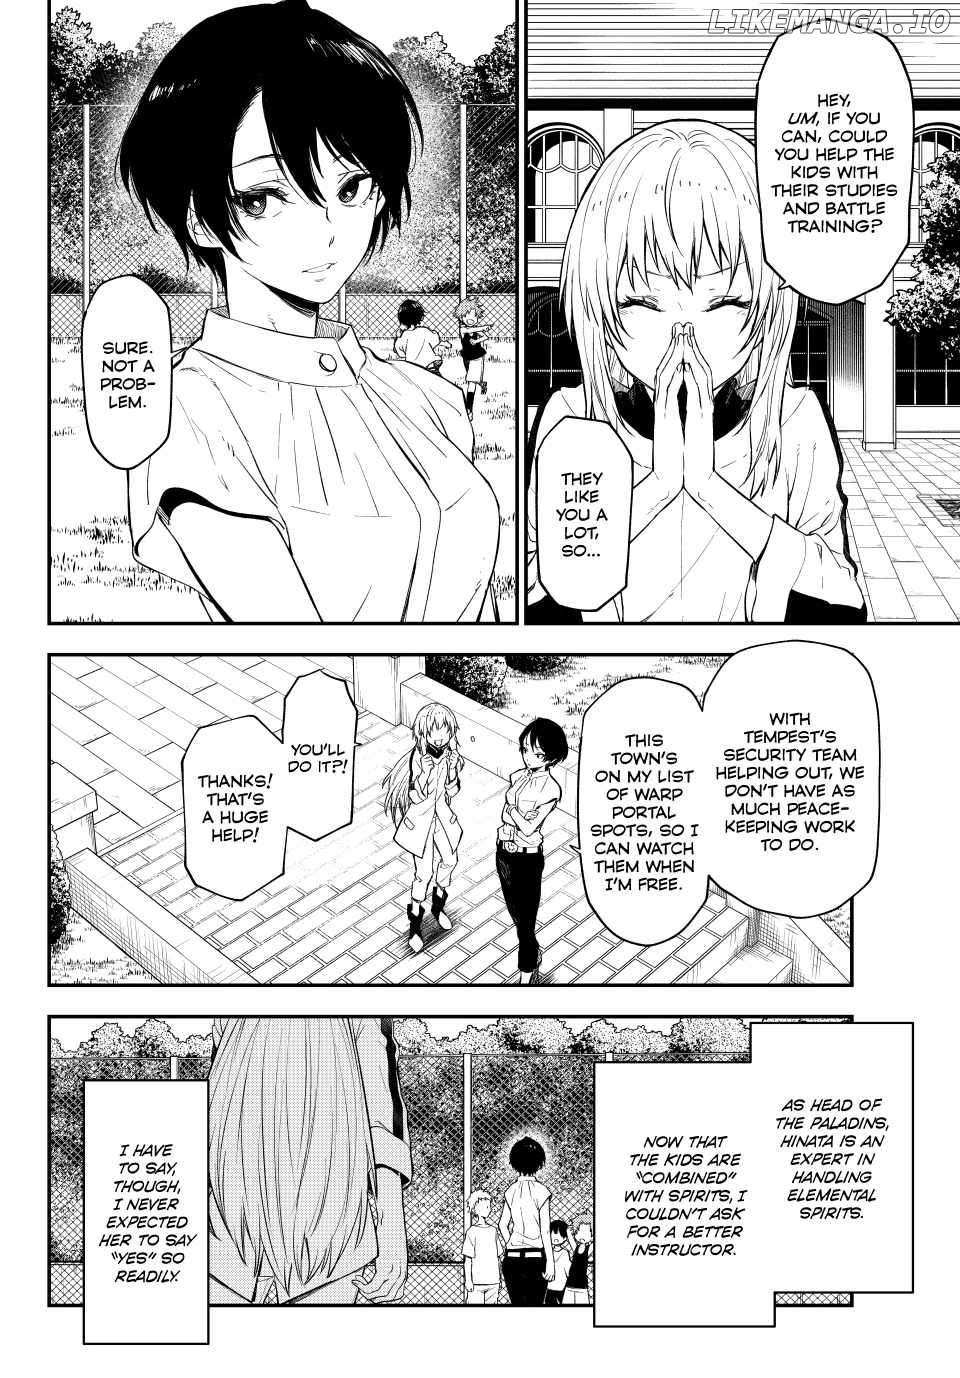 LIKEMANGA.IO
HEY,
UM, IF YOU
CAN, COULD
YOU HELP THE
KIDS WITH
THEIR STUDIES
AND BATTLE
TRAINING?
THEY
LIKE
YOU A
LOT,
SO...
SURE.
NOT A
PROB-
LEM.
WITH
TEMPEST'S
SECURITY TEAM
HELPING OUT, WE
DON'T HAVE AS
MUCH PEACE-
KEEPING WORK
TO DO.
THIS
TOWN'S
ON MY LIST
OF WARP
PORTAL
SPOTS, SO I
CAN WATCH
THEM WHEN
I'M FREE.
YOU'LL
DO IT?!
THANKS!
THAT'S
A HUGE
HELP!
AS HEAD OF
THE PALADINS,
HINATA IS AN
EXPERT IN
HANDLING
ELEMENTAL
SPIRITS.
NOW THAT
THE KIDS ARE
"COMBINED"
WITH SPIRITS, I
COULDN'T ASK
FOR A BETTER
INSTRUCTOR.
I HAVE
TO SAY,
THOUGH,
I NEVER
EXPECTED
HER TO SAY
"YES" SO
READILY.